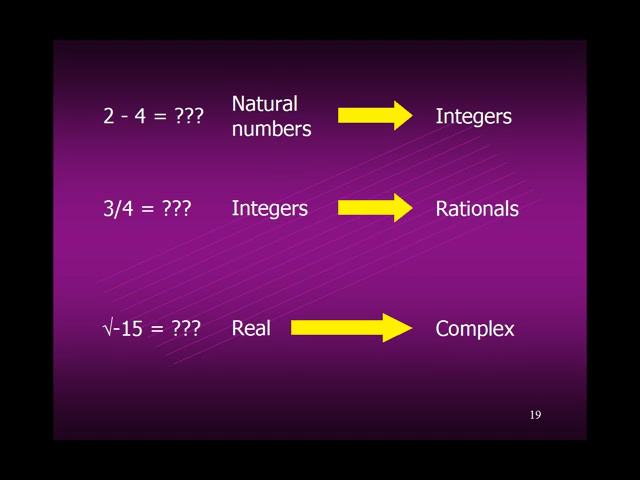 2 - 4 = ??? Natural numbers Integers
3/4 = ??? Integers Rationals
√-15 = ??? Real Complex
19